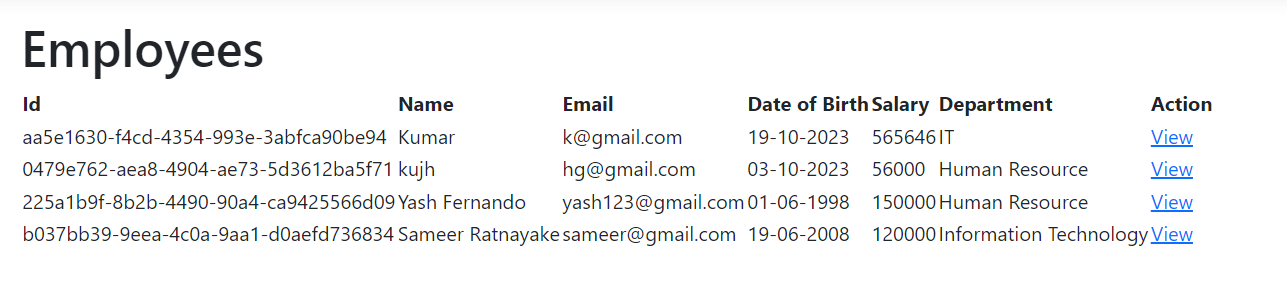 Employees
Id Name Email Date of Birth Salary Department Action
aa5e1630-f4cd-4354-993e-3abfca90be94 Kumar k@gmail.com 19-10-2023 565646 IT View
0479e762-aea8-4904-ae73-5d3612ba5f71 kujh hg@gmail.com 03-10-2023 56000 Human Resource View
225a1b9f-8b2b-4490-90a4-ca9425566d09 Yash Fernando yash123@gmail.com 01-06-1998 150000 Human Resource View
b037bb39-9eea-4c0a-9aa1-d0aefd736834 Sameer Ratnayake sameer@gmail.com 19-06-2008 120000 Information Technology View